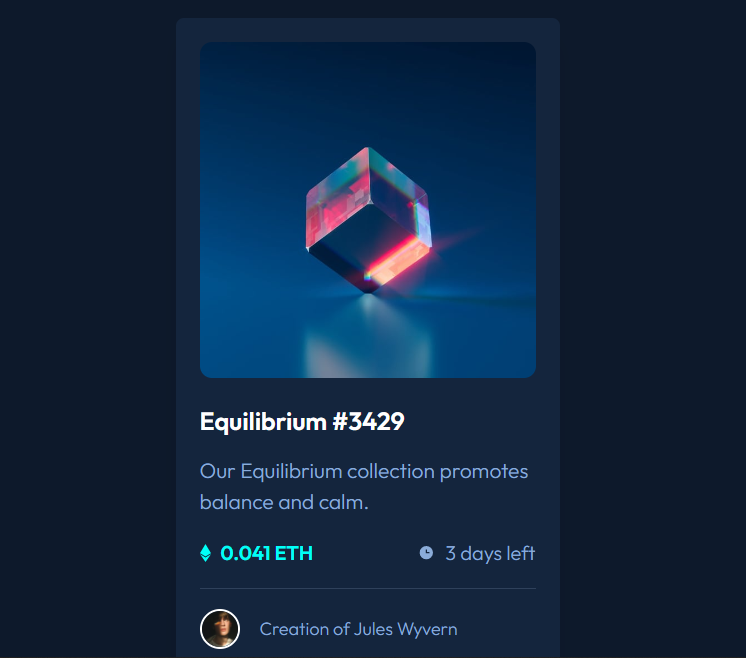 Equilibrium #3429
Our Equilibrium collection promotes
balance and calm.
0.041 ETH
3 days left
Creation of Jules Wyvern